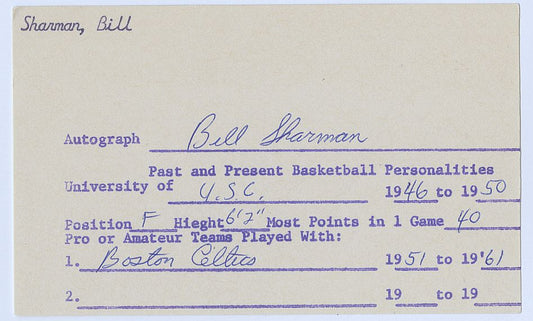 Sharman, Bill
Autograph Bill Sharman
Past and Present Basketball Personalities
University of U.S.C. 1946 to 1950
Position F Hieght 6'2" Most Points in 1 Game 40
Pro or Amateur Teams Played With:
1. Boston Celtics 1951 to 19'61
2. 19 to 19